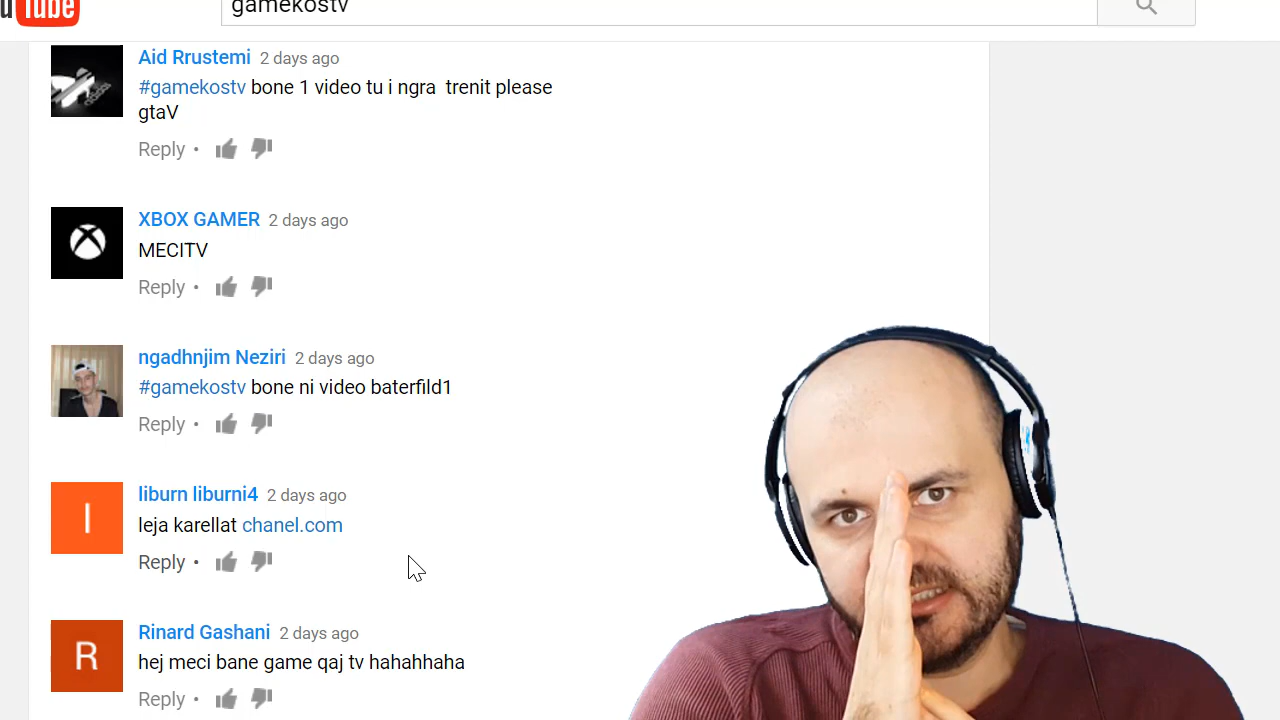 Tube
gamekostv
Aid Rrustemi 2 days ago
#gamekostv bone 1 video tu i ngra trenit please
gtaV
Reply •
XBOX GAMER 2 days ago
MECITV
Reply •
ngadhnjim Neziri 2 days ago
#gamekostv bone ni video baterfild1
Reply •
I
liburn liburni4 2 days ago
leja karellat chanel.com
Reply •
R
Rinard Gashani 2 days ago
hej meci bane game qaj tv hahahhaha
Reply •